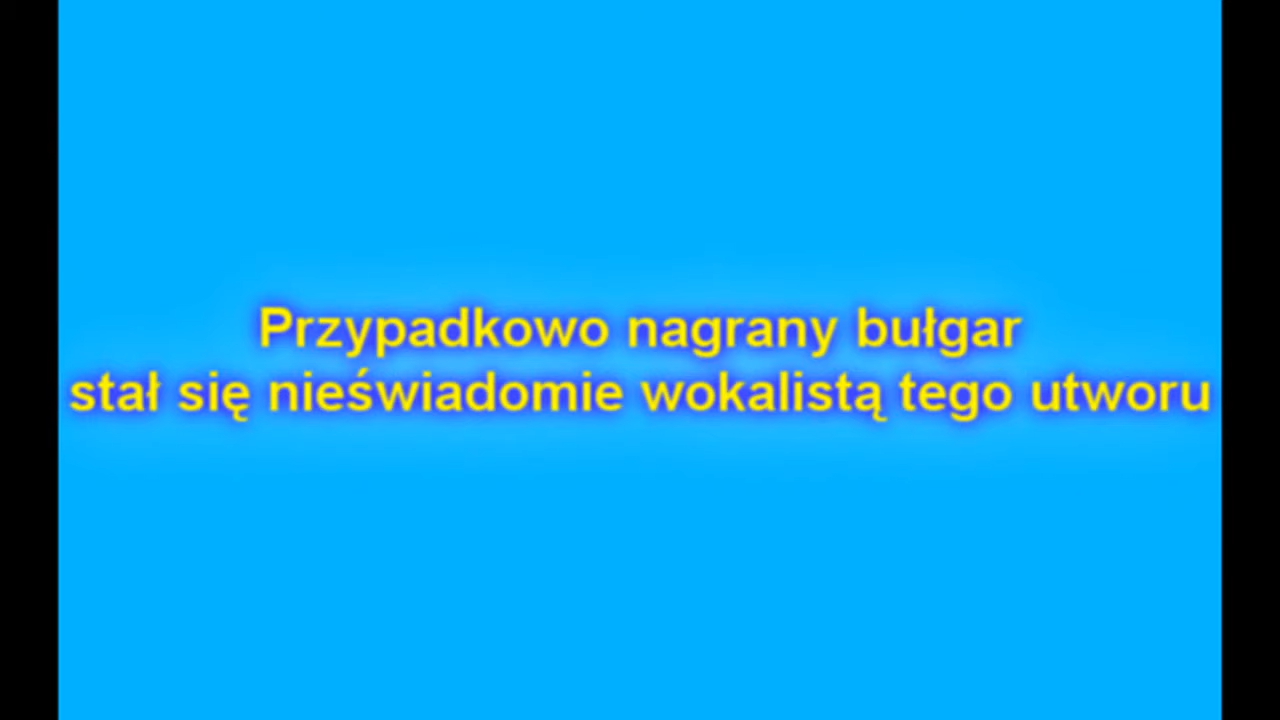 Przypadkowo nagrany bułgar
stał się nieświadomie wokalistą tego utworu